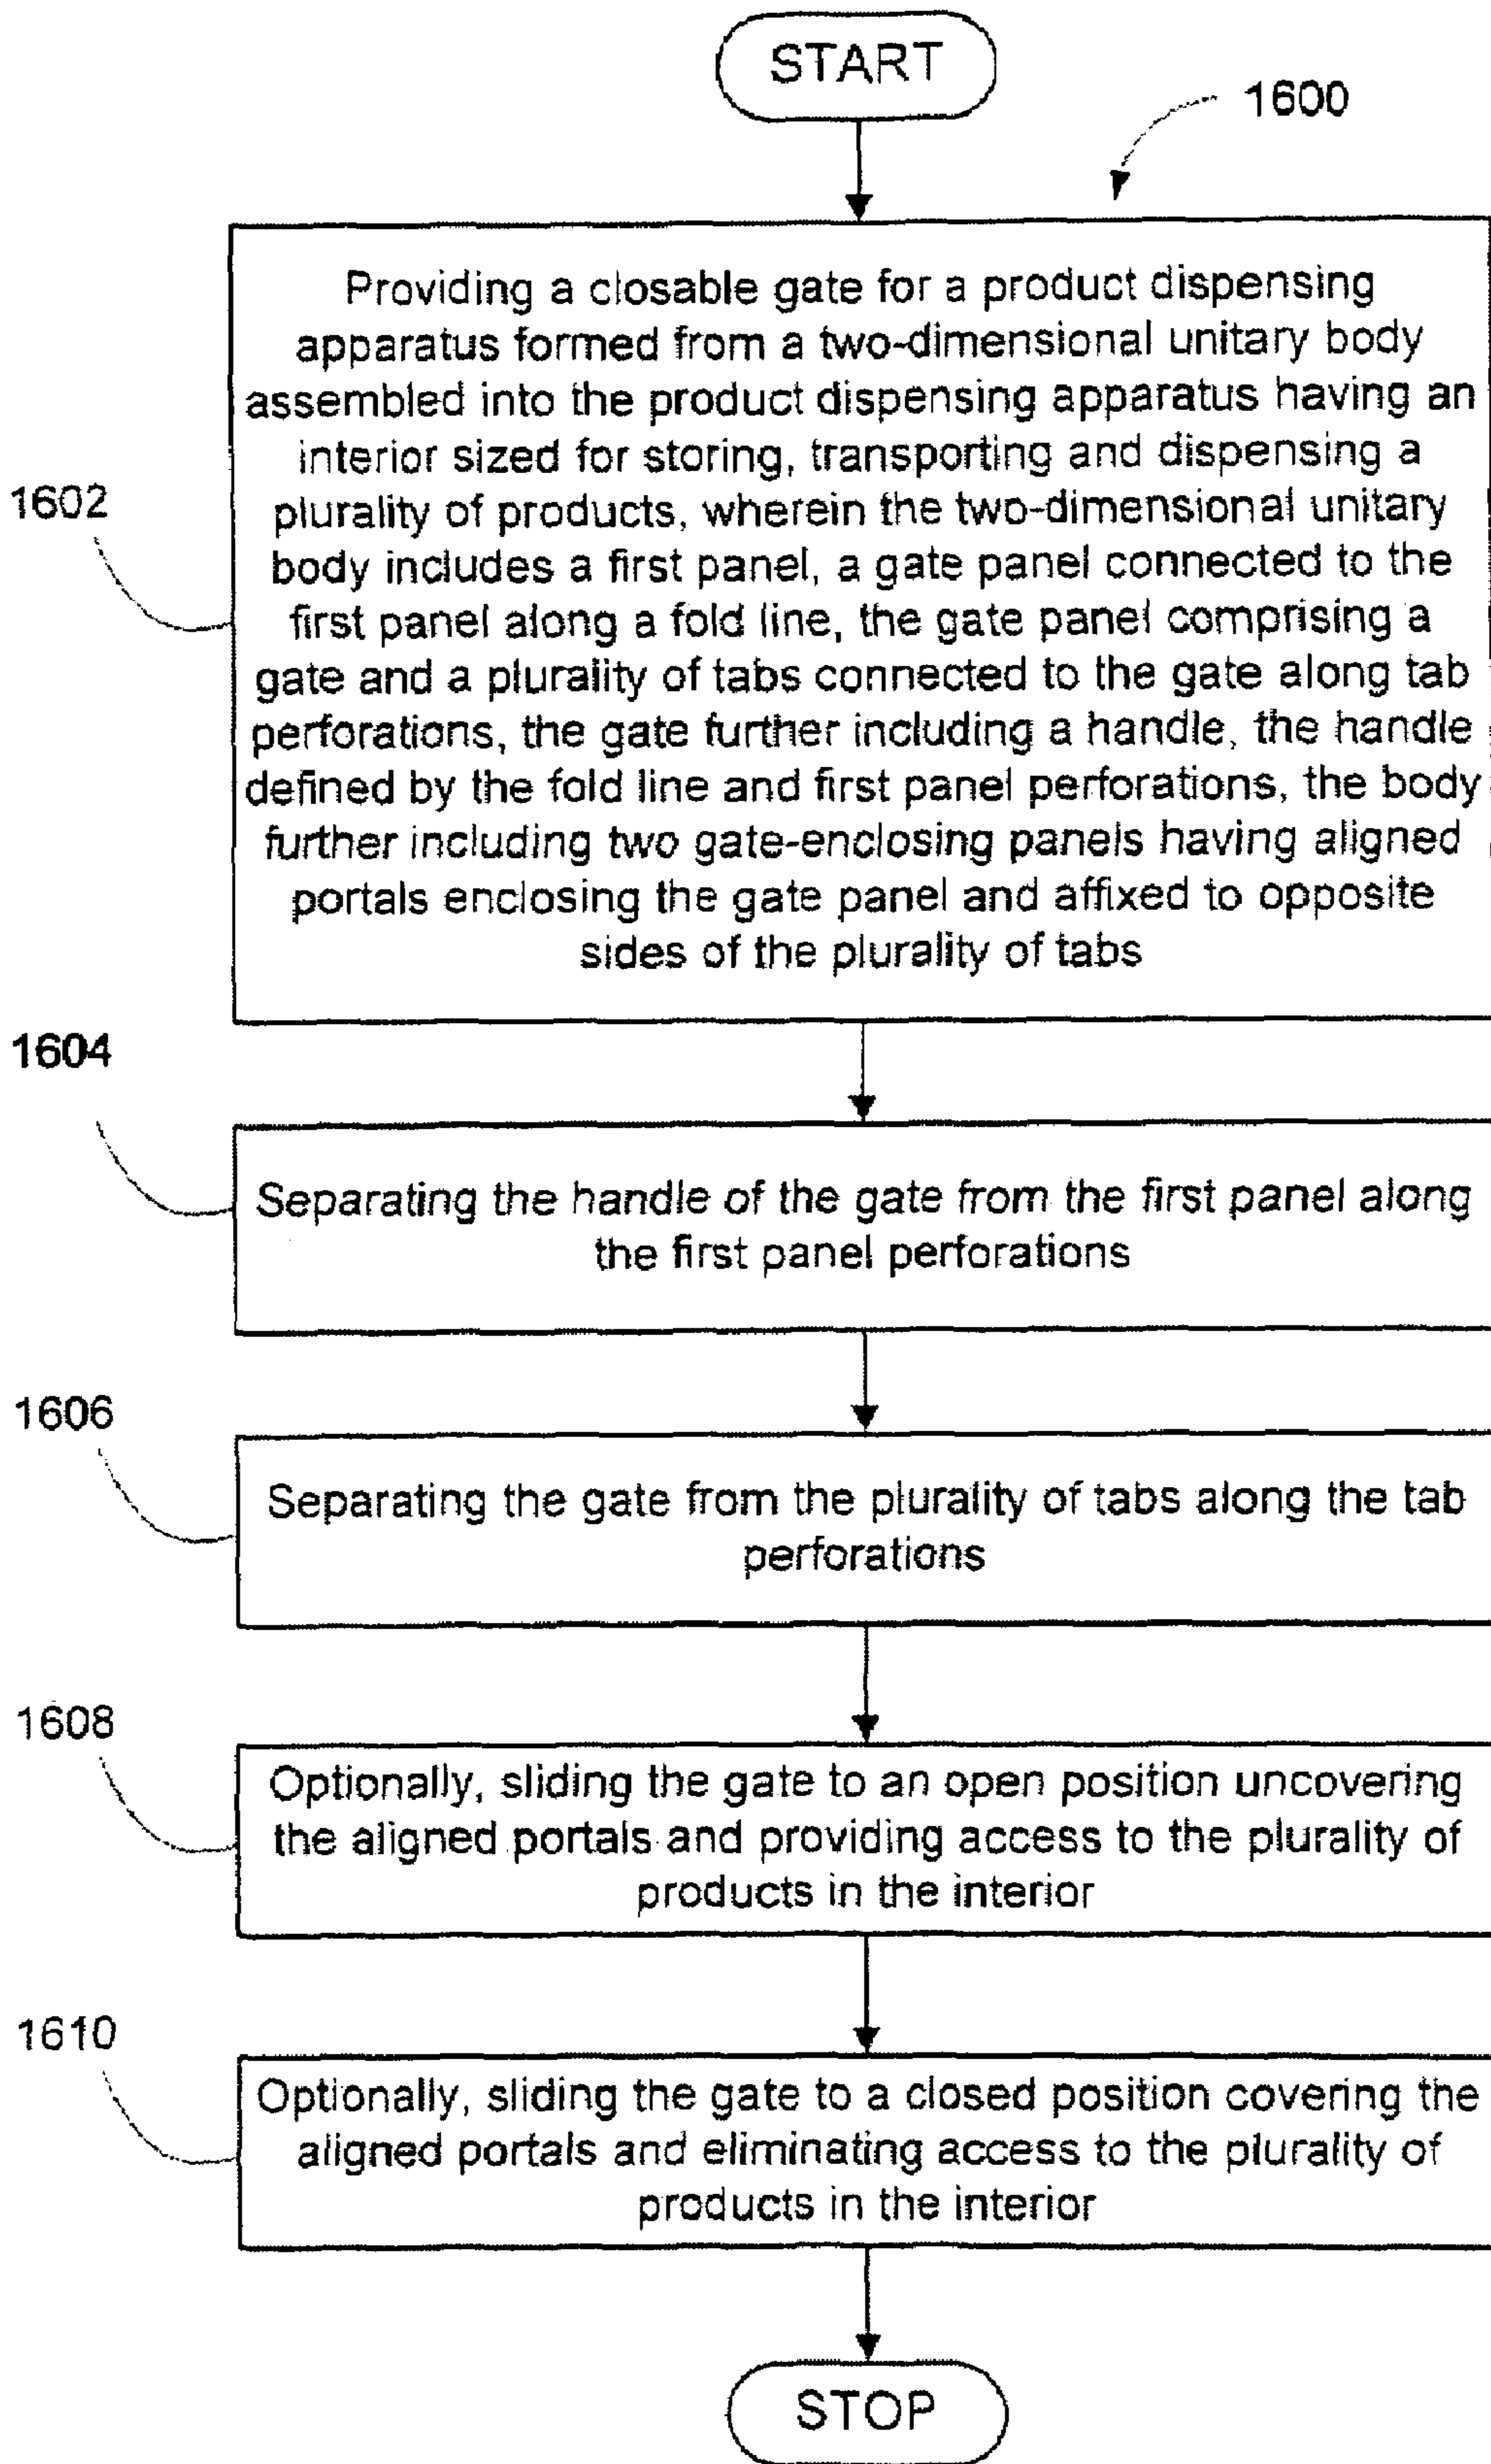 START
1600
Providing a closable gate for a product dispensing
apparatus formed from a two-dimensional unitary body
assembled into the product dispensing apparatus having an
interior sized for storing, transporting and dispensing a
1602
plurality of products, wherein the two-dimensional unitary
body includes a first panel, a gate panel connected to the
first panel along a fold line, the gate panel comprising a
gate and a plurality of tabs connected to the gate along tab
perforations, the gate further including a handle, the handle
defined by the fold line and first panel perforations, the body
further including two gate-enclosing panels having aligned
portals enclosing the gate panel and affixed to opposite
sides of the plurality of tabs
1604
Separating the handle of the gate from the first panel along
the first panel perforations
1606
Separating the gate from the plurality of tabs along the tab
perforations
1608
Optionally, sliding the gate to an open position uncovering
the aligned portals and providing access to the plurality of
products in the interior
1610
Optionally, sliding the gate to a closed position covering the
aligned portals and eliminating access to the plurality of
products in the interior
STOP